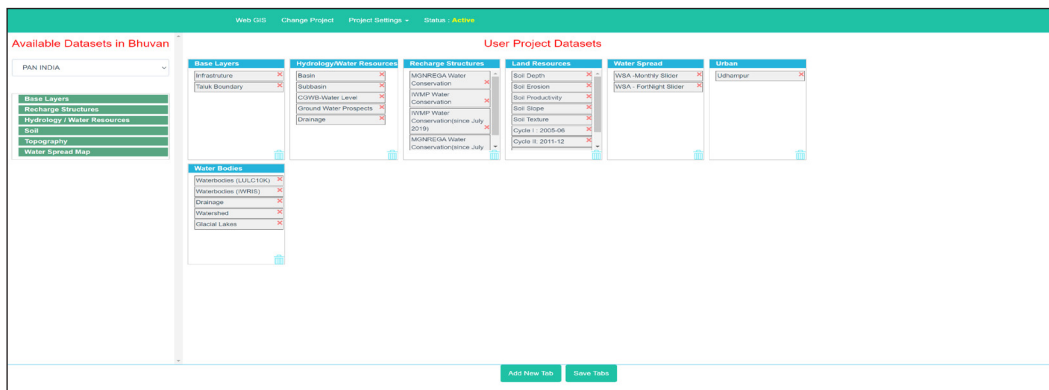 Web GIS Change Project Project Settings Status : Active
Available Datasets in Bhuvan
User Project Datasets
PAN INDIA
Base Layers
Recharge Structures
Hydrology / Water Resources
Soil
Topography
Water Spread Map
Base Layers
Infrastruture
Taluk Boundary
Hydrology/Water Resources
Basin
Subbasin
CGWB-Water Level
Ground Water Prospects
Drainage
Recharge Structures
MGNREGA Water
Conservation
IWMP Water
Conservation
IWMP Water
Conservation(since July
2019)
MGNREGA Water
Conservation(since July
Land Resources
Soil Depth
Soil Erosion
Soil Productivity
Soil Slope
Soil Texture
Cycle I : 2005-06
Cycle II: 2011-12
Water Spread
WSA -Monthly Slider
WSA - FortNight Slider
Urban
Udhampur
Water Bodies
Waterbodies (LULC10K)
Waterbodies (IWRIS)
Drainage
Watershed
Glacial Lakes
Add New Tab
Save Tabs